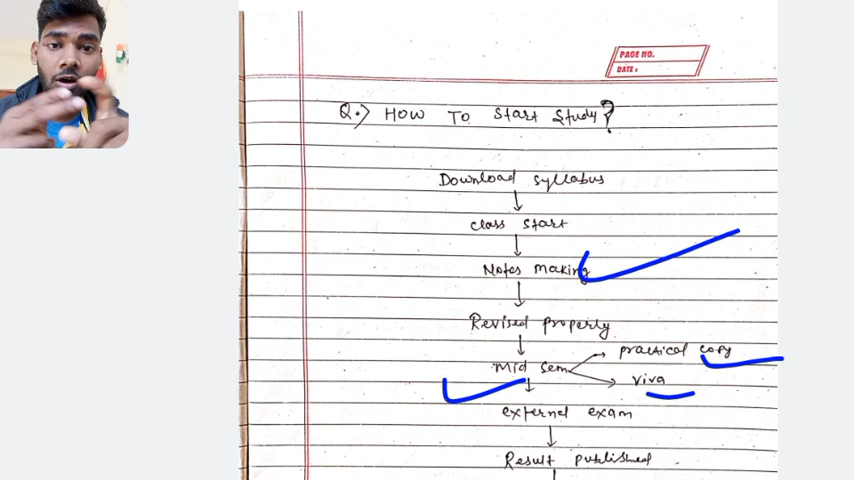 PAGE NO.
DATE:
Q.> HOW TO Start Study?
Download syllabus
class start
Notes making
Revised property
practical copy
Mid sem
viva
external exam
Result published